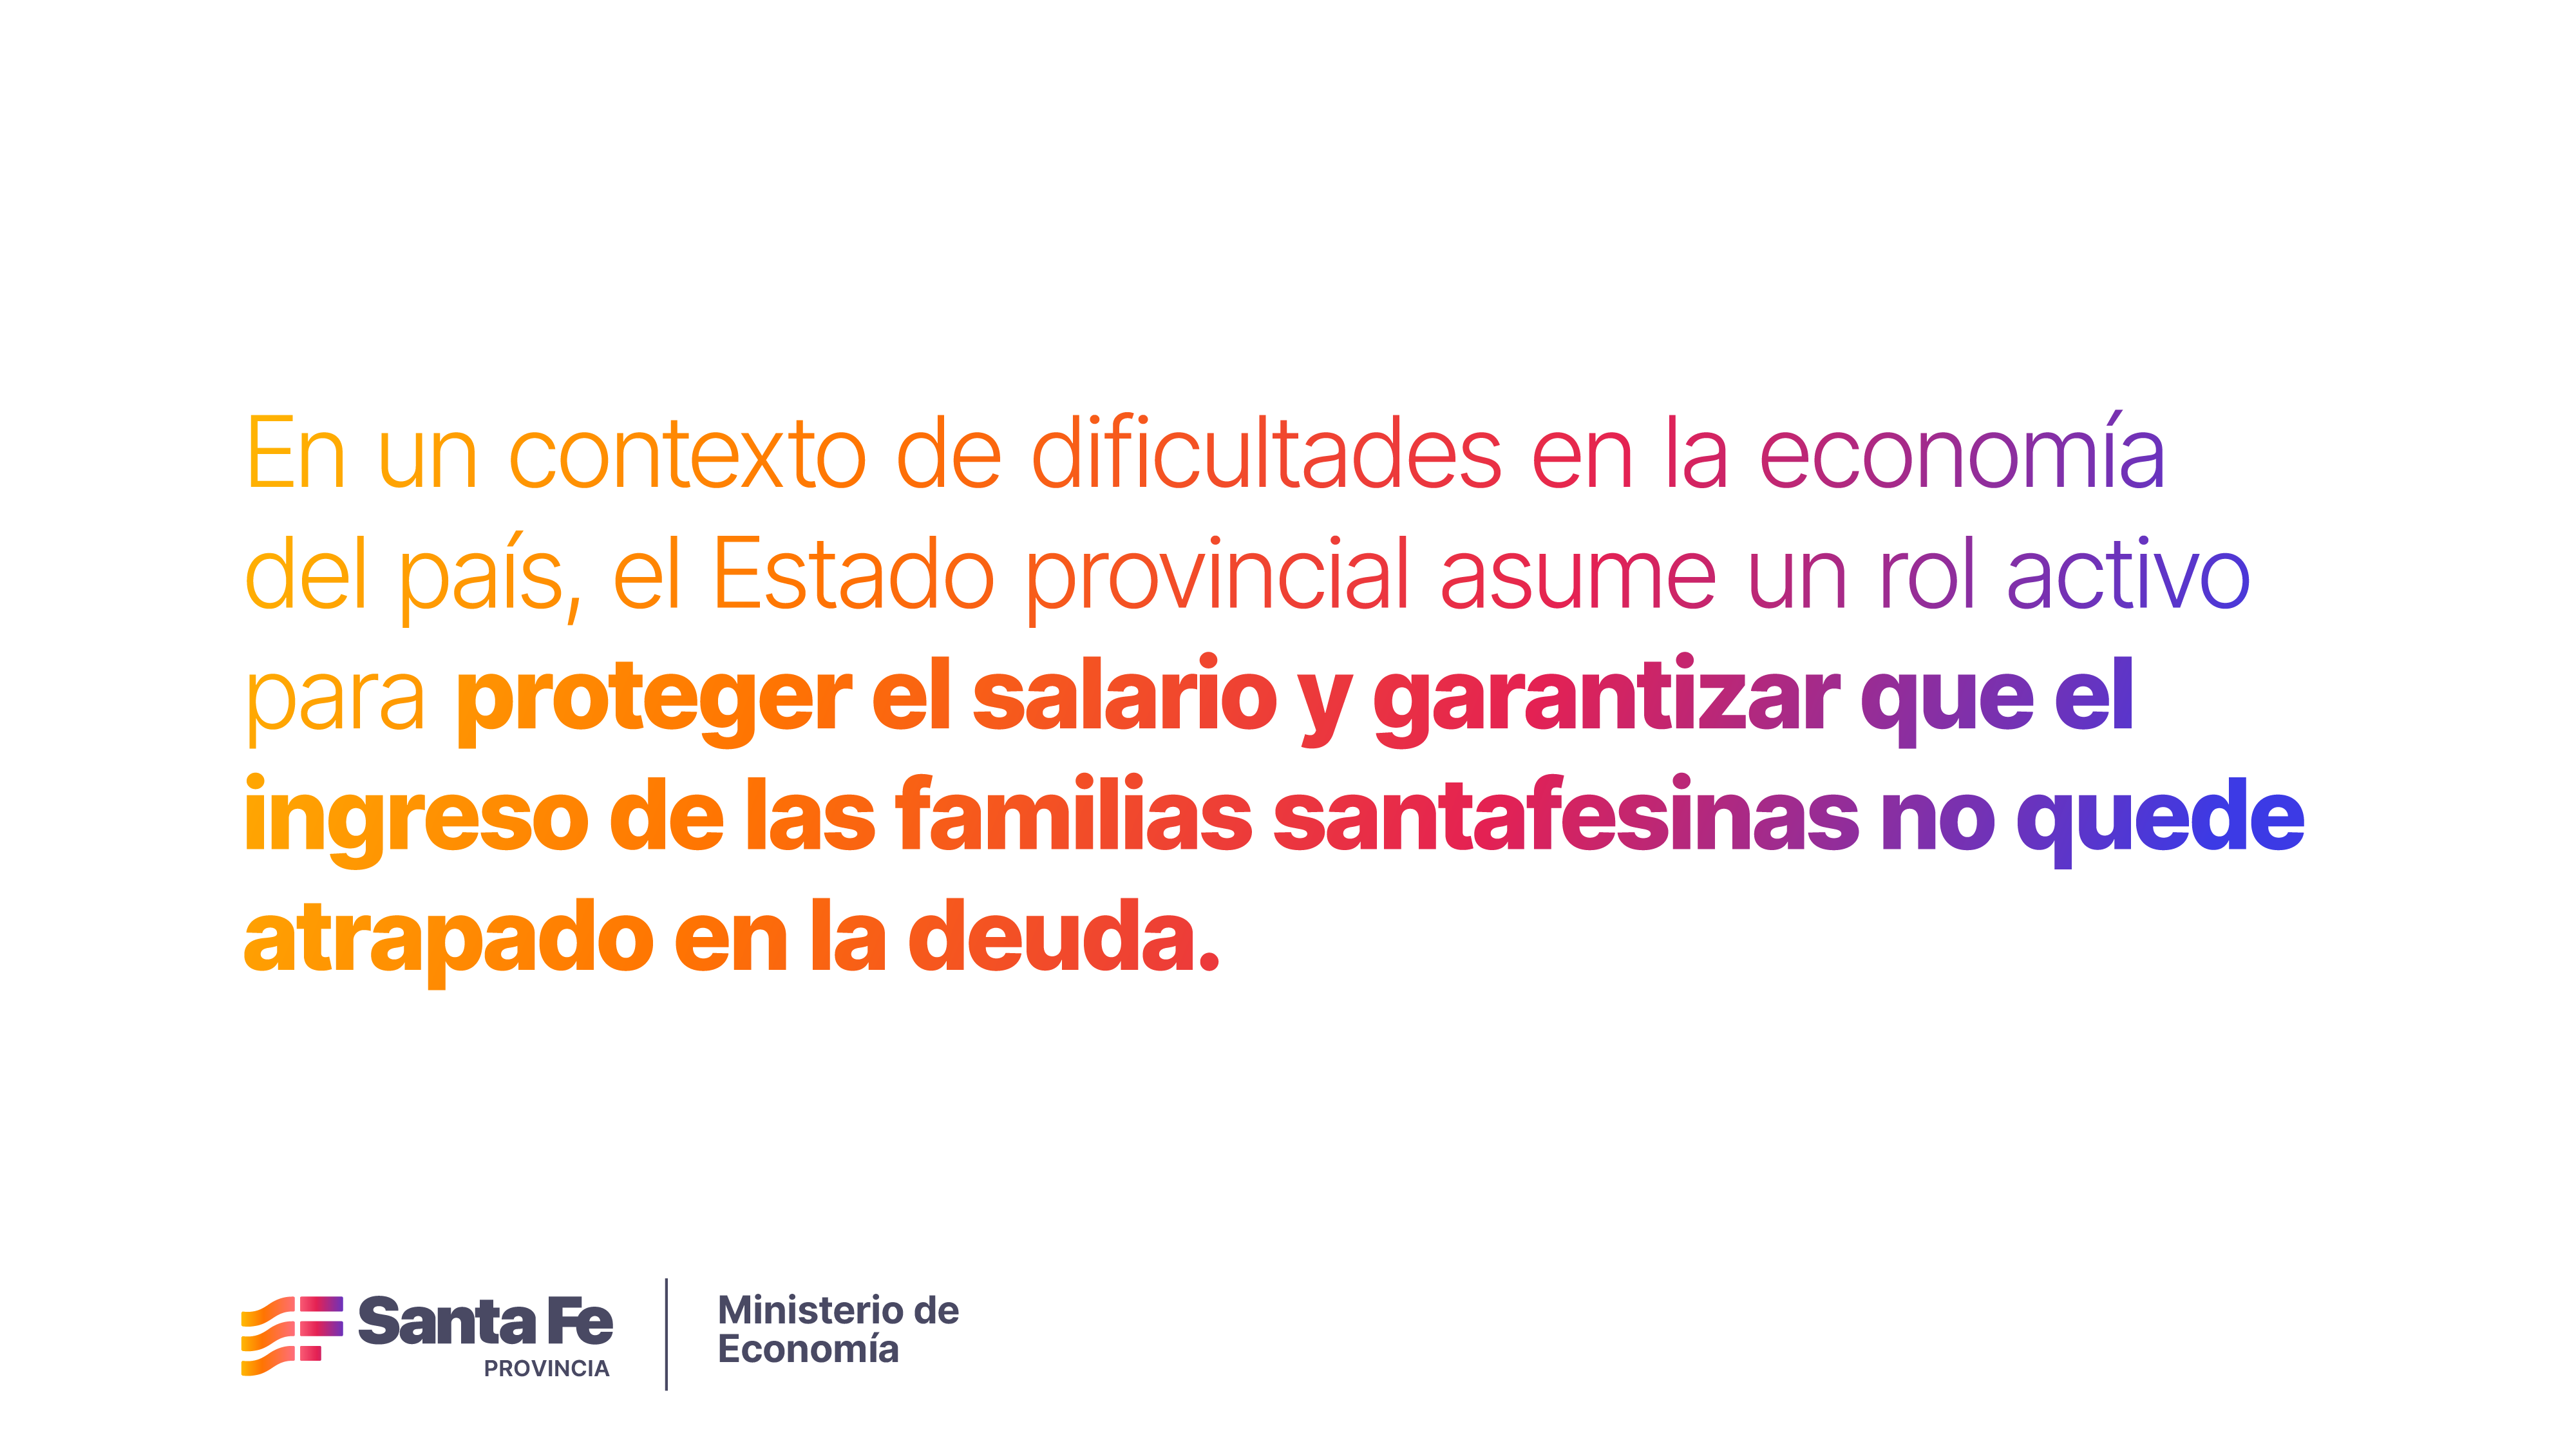 En un contexto de dificultades en la economía
del país, el Estado provincial asume un rol activo
para proteger el salario y garantizar que el
ingreso de las familias santafesinas no quede
atrapado en la deuda.
Santa Fe
PROVINCIA
Ministerio de
Economía